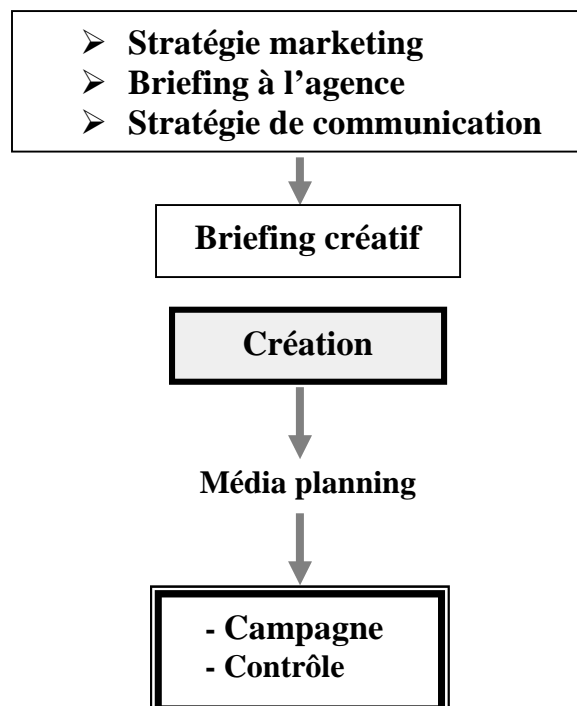 ➢ Stratégie marketing
➢ Briefing à l’agence
➢ Stratégie de communication
Briefing créatif
Création
Média planning
- Campagne
- Contrôle